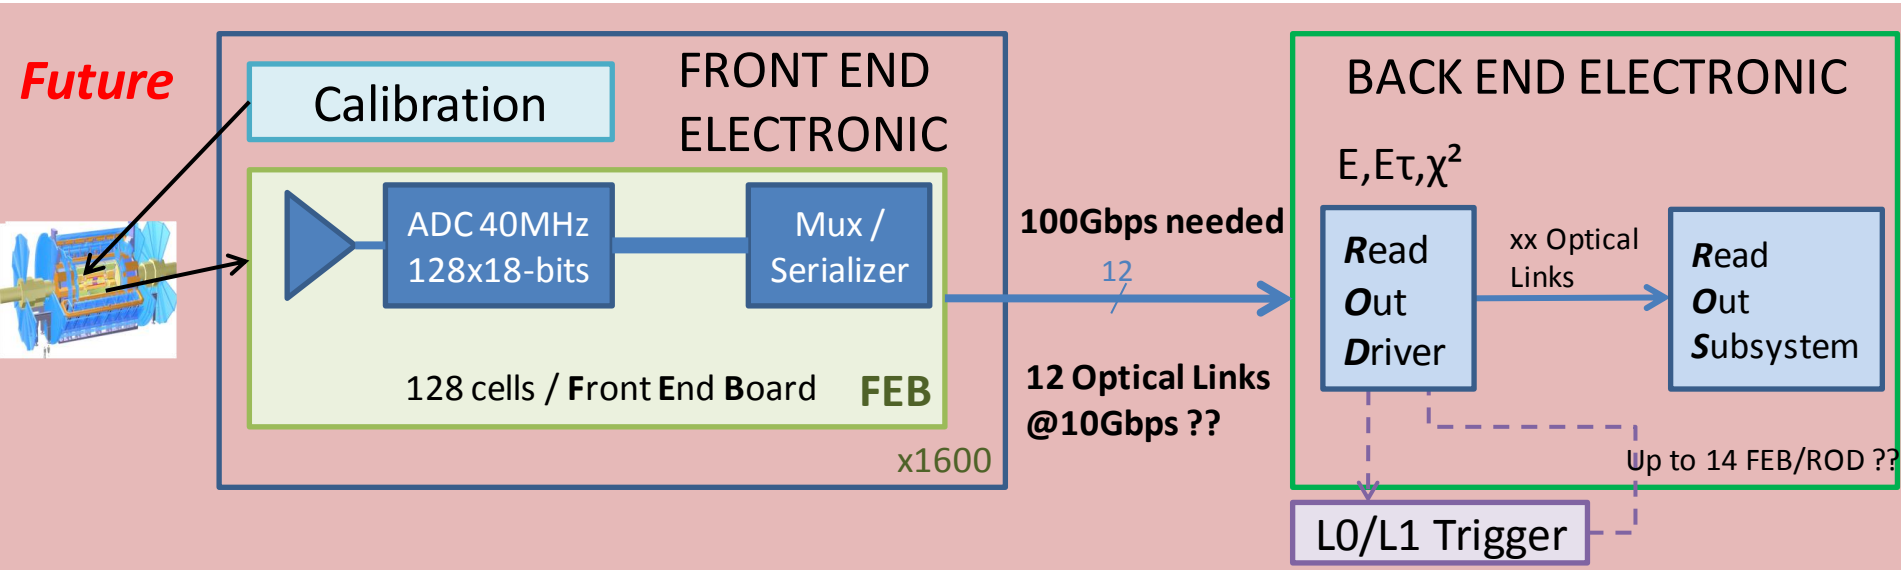 Future
Calibration
FRONT END
ELECTRONIC
ADC 40MHz
128x18-bits
Mux /
Serializer
128 cells / Front End Board
FEB
x1600
100Gbps needed
12
12 Optical Links
@10Gbps ??
BACK END ELECTRONIC
E,Eτ,χ²
Read
Out
Driver
xx Optical
Links
Read
Out
Subsystem
Up to 14 FEB/ROD ??
L0/L1 Trigger